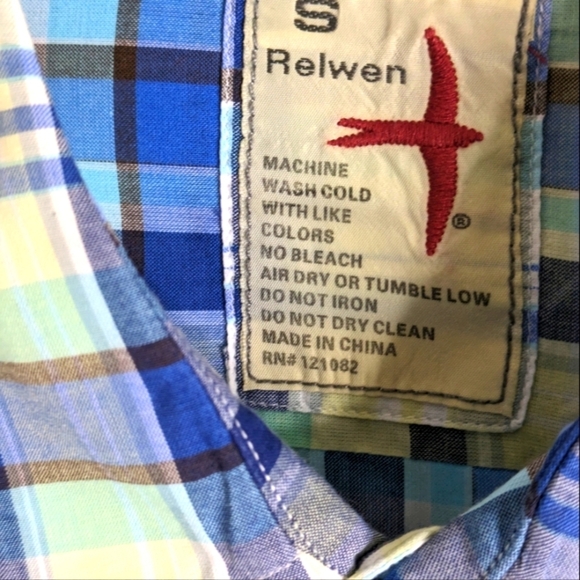 S
Relwen
®
MACHINE
WASH COLD
WITH LIKE
COLORS
NO BLEACH
AIR DRY OR TUMBLE LOW
DO NOT IRON
DO NOT DRY CLEAN
MADE IN CHINA
RN# 121082